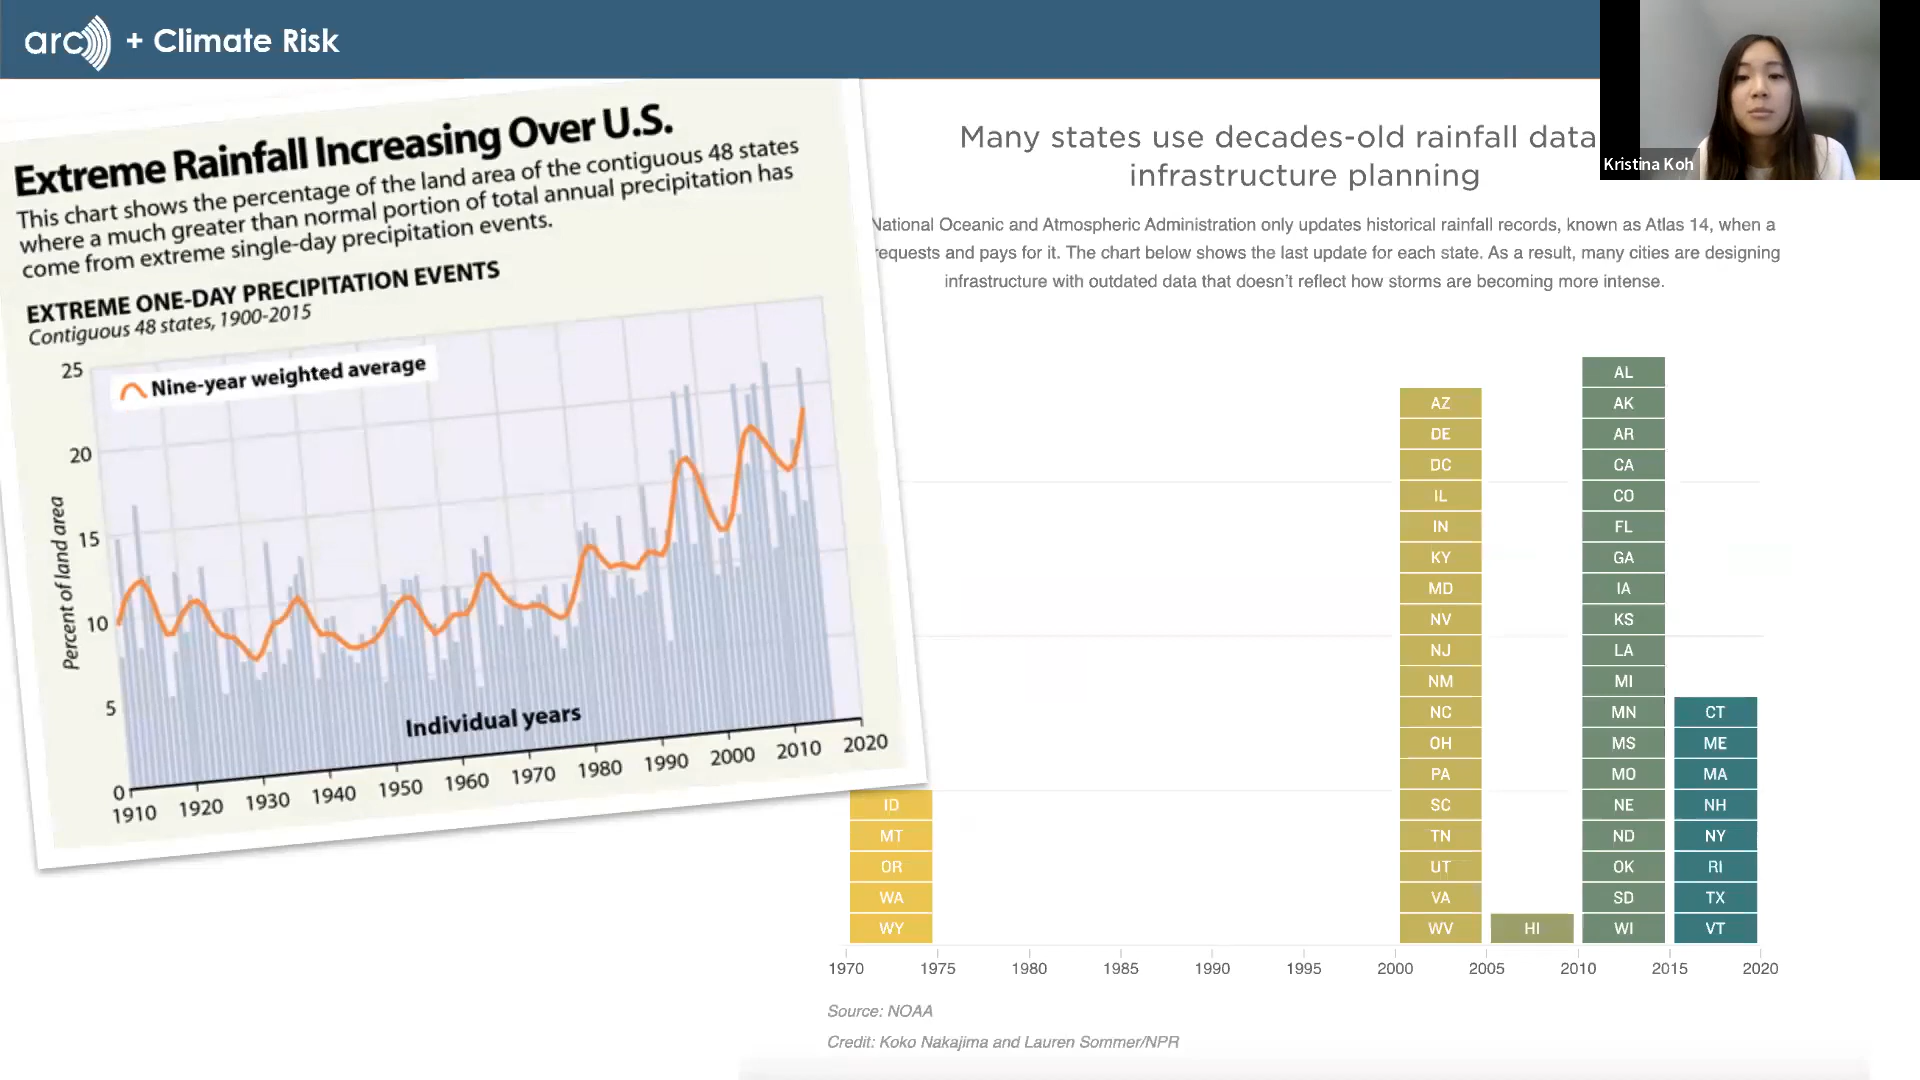 arc + Climate Risk
Kristina Koh
Extreme Rainfall Increasing Over U.S.
This chart shows the percentage of the land area of the contiguous 48 states
where a much greater than normal portion of total annual precipitation has
come from extreme single-day precipitation events.
EXTREME ONE-DAY PRECIPITATION EVENTS
Contiguous 48 states, 1900-2015
Nine-year weighted average
Percent of land area
25
20
15
10
5
0
Individual years
1910 1920 1930 1940 1950 1960 1970 1980 1990 2000 2010 2020
Many states use decades-old rainfall data
infrastructure planning
National Oceanic and Atmospheric Administration only updates historical rainfall records, known as Atlas 14, when a
requests and pays for it. The chart below shows the last update for each state. As a result, many cities are designing
infrastructure with outdated data that doesn't reflect how storms are becoming more intense.
ID
MT
OR
WA
WY
AZ
DE
DC
IL
IN
KY
MD
NV
NJ
NM
NC
OH
PA
SC
TN
UT
VA
WV
HI
AL
AK
AR
CA
CO
FL
GA
IA
KS
LA
MI
MN
MS
MO
NE
ND
OK
SD
WI
CT
ME
MA
NH
NY
RI
TX
VT
1970 1975 1980 1985 1990 1995 2000 2005 2010 2015 2020
Source: NOAA
Credit: Koko Nakajima and Lauren Sommer/NPR